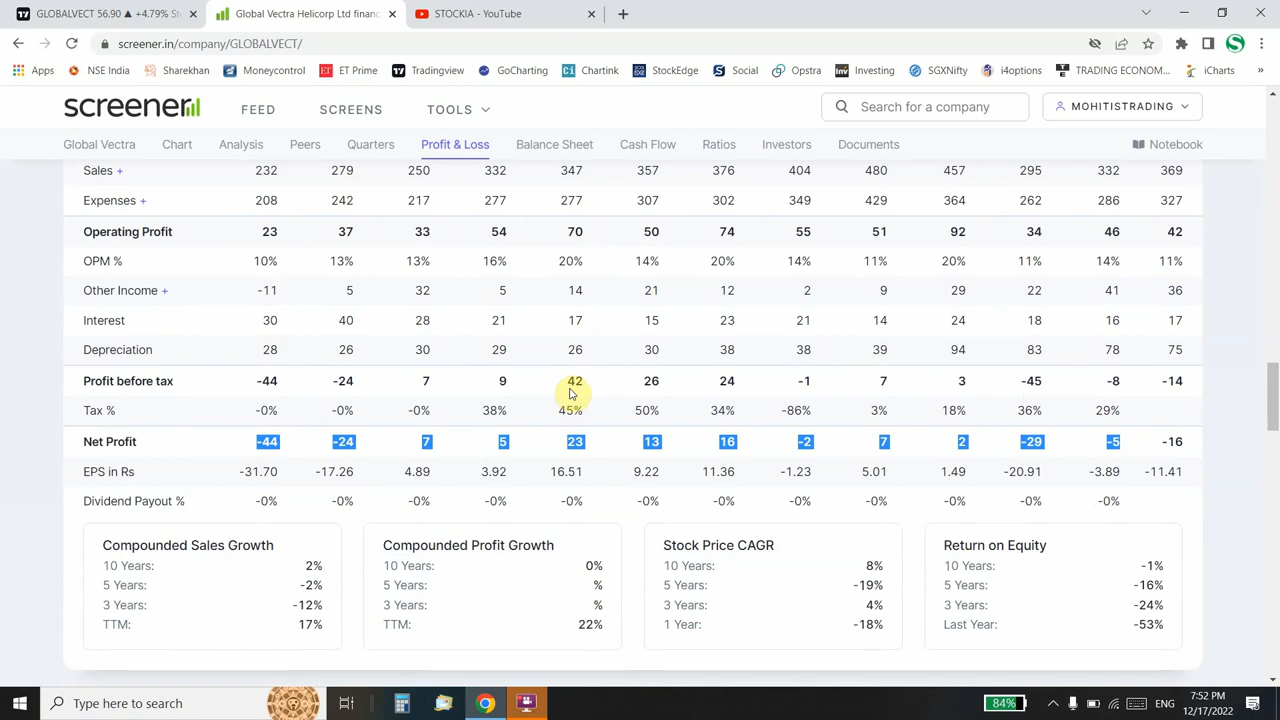 GLOBALVECT 56.90 ▲ +4.79% St
Global Vectra Helicorp Ltd financ
STOCKIA - YouTube
screener.in/company/GLOBALVECT/
Apps NSE India Sharekhan Moneycontrol ET Prime Tradingview GoCharting Chartink StockEdge Social Opstra Investing SGXNifty i4options TRADING ECONOM... iCharts »
screener FEED SCREENS TOOLS Search for a company MOHITISTRADING
Global Vectra Chart Analysis Peers Quarters Profit & Loss Balance Sheet Cash Flow Ratios Investors Documents Notebook
Sales + 232 279 250 332 347 357 376 404 480 457 295 332 369
Expenses + 208 242 217 277 277 307 302 349 429 364 262 286 327
Operating Profit 23 37 33 54 70 50 74 55 51 92 34 46 42
OPM % 10% 13% 13% 16% 20% 14% 20% 14% 11% 20% 11% 14% 11%
Other Income + -11 5 32 5 14 21 12 2 9 29 22 41 36
Interest 30 40 28 21 17 15 23 21 14 24 18 16 17
Depreciation 28 26 30 29 26 30 38 38 39 94 83 78 75
Profit before tax -44 -24 7 9 42 26 24 -1 7 3 -45 -8 -14
Tax % -0% -0% -0% 38% 45% 50% 34% -86% 3% 18% 36% 29%
Net Profit -44 -24 7 5 23 13 16 -2 7 2 -29 -5 -16
EPS in Rs -31.70 -17.26 4.89 3.92 16.51 9.22 11.36 -1.23 5.01 1.49 -20.91 -3.89 -11.41
Dividend Payout % -0% -0% -0% -0% -0% -0% -0% -0% -0% -0% -0% -0%
Compounded Sales Growth
10 Years: 2%
5 Years: -2%
3 Years: -12%
TTM: 17%
Compounded Profit Growth
10 Years: 0%
5 Years: %
3 Years: %
TTM: 22%
Stock Price CAGR
10 Years: 8%
5 Years: -19%
3 Years: 4%
1 Year: -18%
Return on Equity
10 Years: -1%
5 Years: -16%
3 Years: -24%
Last Year: -53%
Type here to search
84%
ENG
7:52 PM
12/17/2022